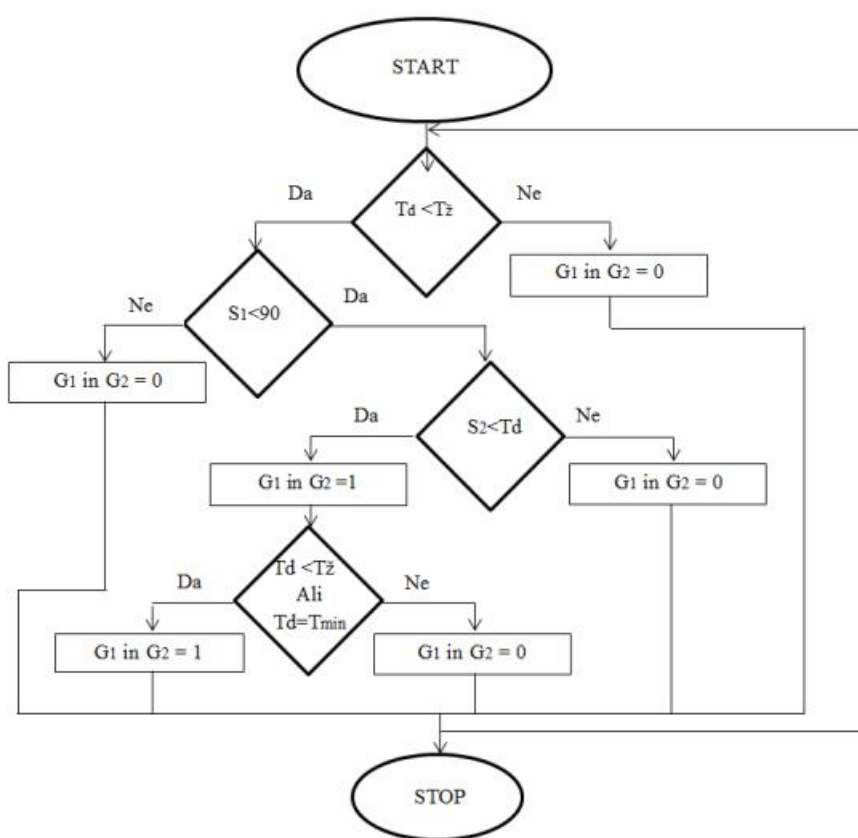 START
Da
Ne
Td <Tž
G1 in G2 = 0
Ne
S1<90
Da
G1 in G2 = 0
Da
S2<Td
Ne
G1 in G2 =1
G1 in G2 = 0
Da
Td <Tž
Ali
Td=Tmin
Ne
G1 in G2 = 1
G1 in G2 = 0
STOP